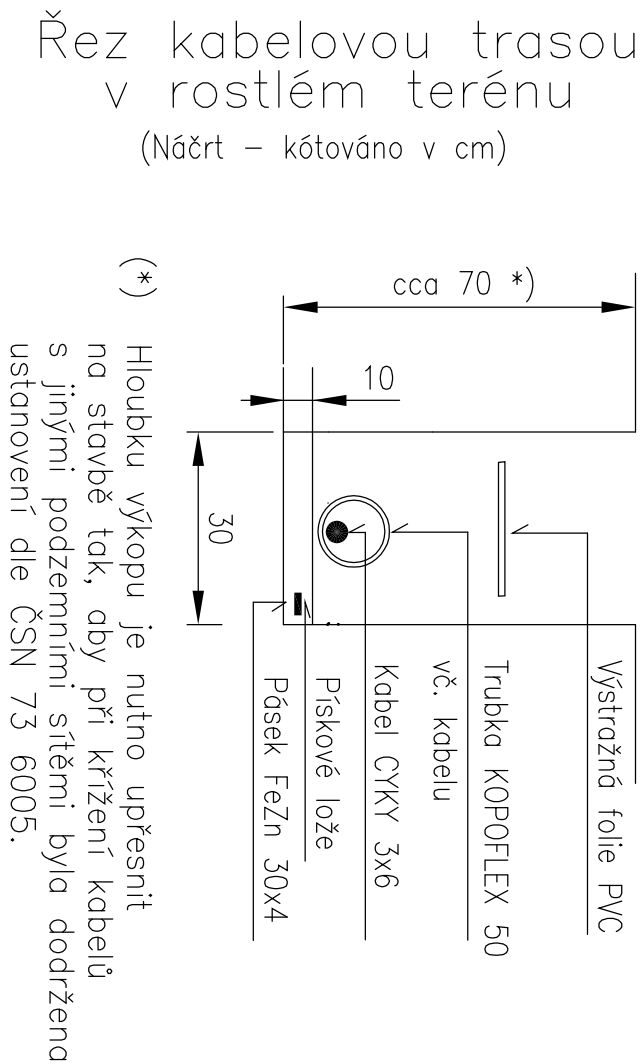 Řez kabelovou trasou
v rostlém terénu
(Náčrt – kótováno v cm)
cca 70 *)
10
30
Výstražná folie PVC
Trubka KOPOFLEX 50
vč. kabelu
Kabel CYKY 3x6
Pískové lože
Pásek FeZn 30x4
(*) Hloubku výkopu je nutno upřesnit
na stavbě tak, aby při křížení kabelů
s jinými podzemními sítěmi byla dodržena
ustanovení dle ČSN 73 6005.